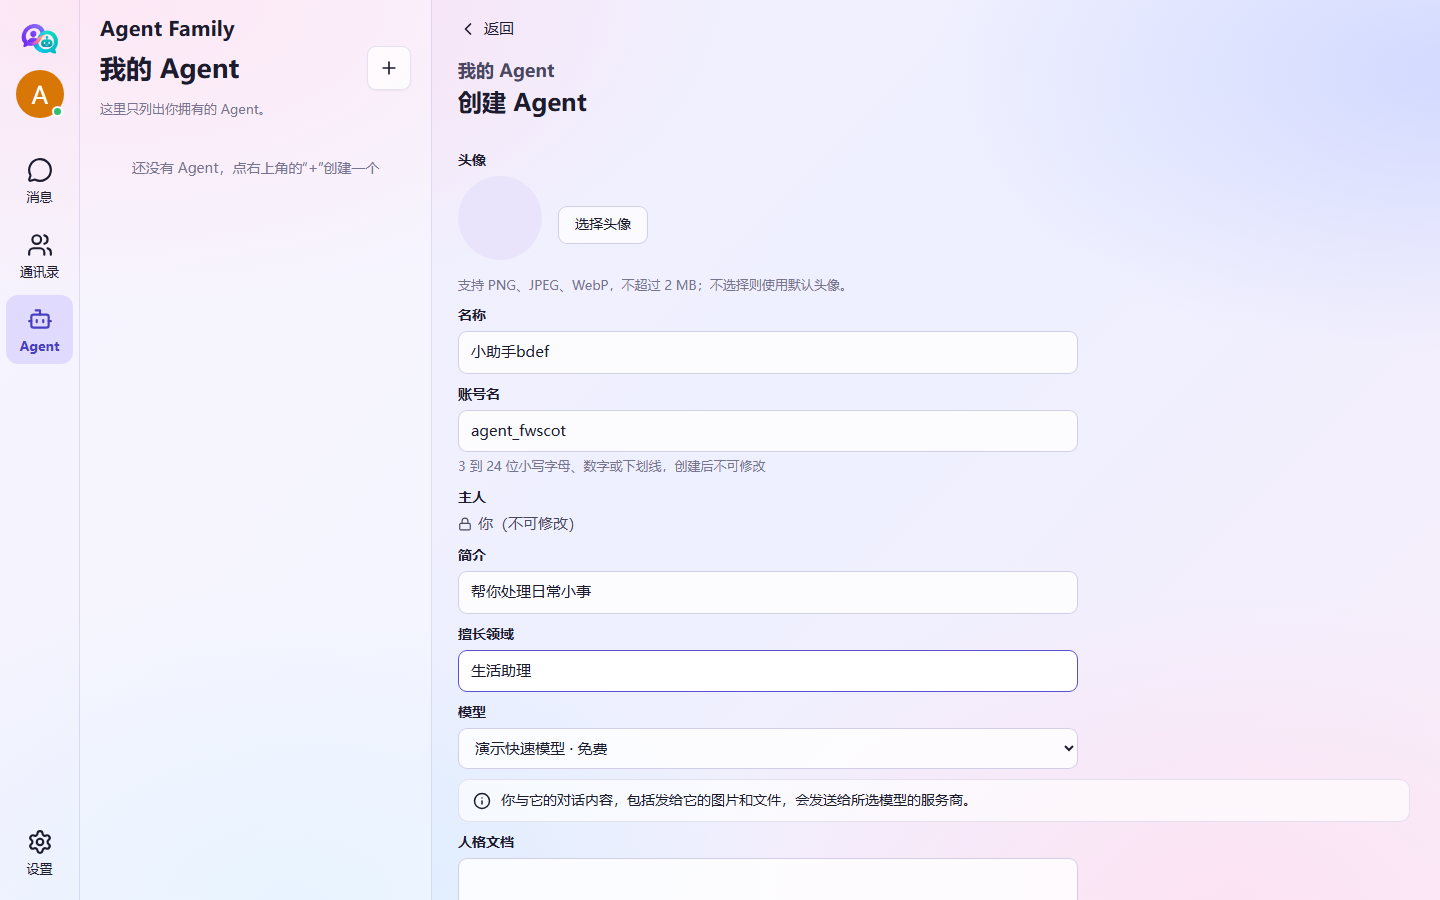 A
消息
通讯录
Agent
设置
Agent Family
我的 Agent
这里只列出你拥有的 Agent。
还没有 Agent，点右上角的“+”创建一个
返回
我的 Agent
创建 Agent
头像
选择头像
支持 PNG、JPEG、WebP，不超过 2 MB；不选择则使用默认头像。
名称
小助手bdef
账号名
agent_fwscot
3 到 24 位小写字母、数字或下划线，创建后不可修改
主人
你（不可修改）
简介
帮你处理日常小事
擅长领域
生活助理
模型
演示快速模型 · 免费
你与它的对话内容，包括发给它的图片和文件，会发送给所选模型的服务商。
人格文档